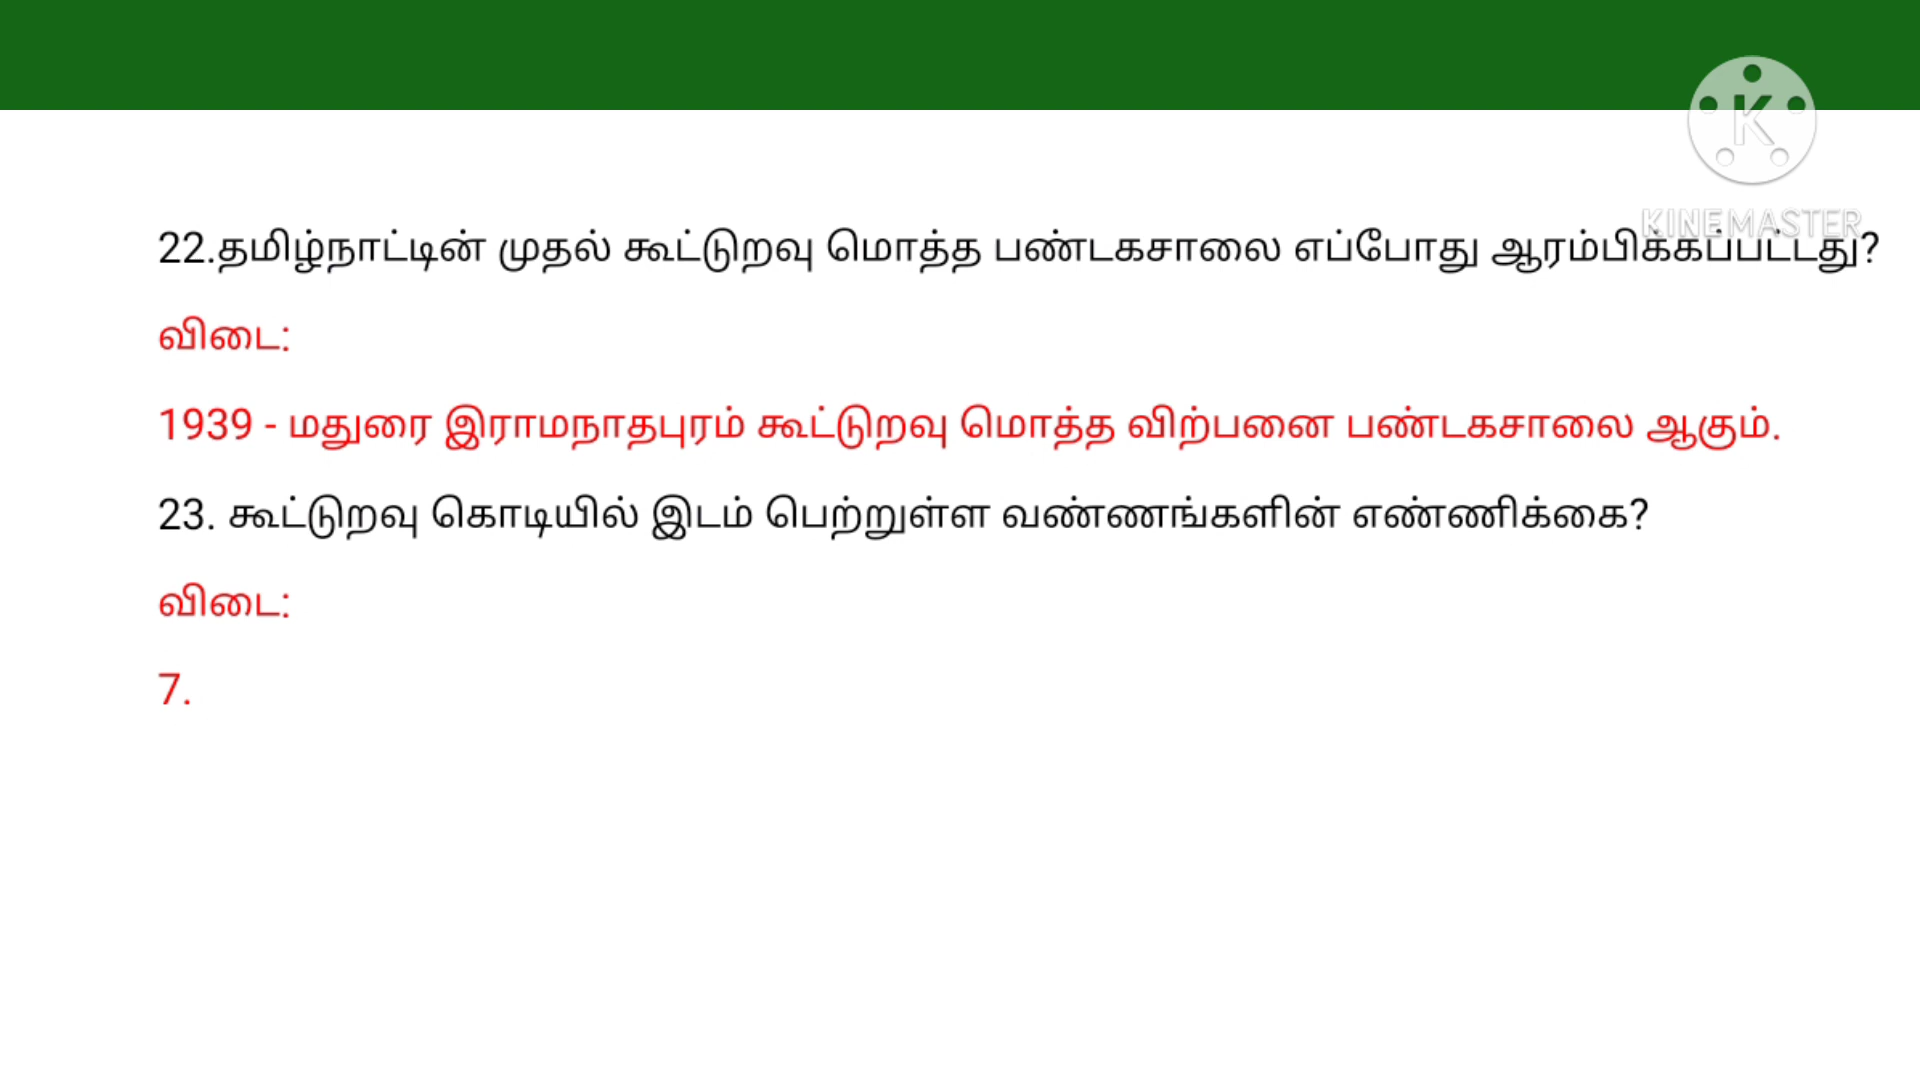 K
KINEMASTER
22.தமிழ்நாட்டின் முதல் கூட்டுறவு மொத்த பண்டகசாலை எப்போது ஆரம்பிக்கப்பட்டது?
விடை:
1939 - மதுரை இராமநாதபுரம் கூட்டுறவு மொத்த விற்பனை பண்டகசாலை ஆகும்.
23. கூட்டுறவு கொடியில் இடம் பெற்றுள்ள வண்ணங்களின் எண்ணிக்கை?
விடை:
7.